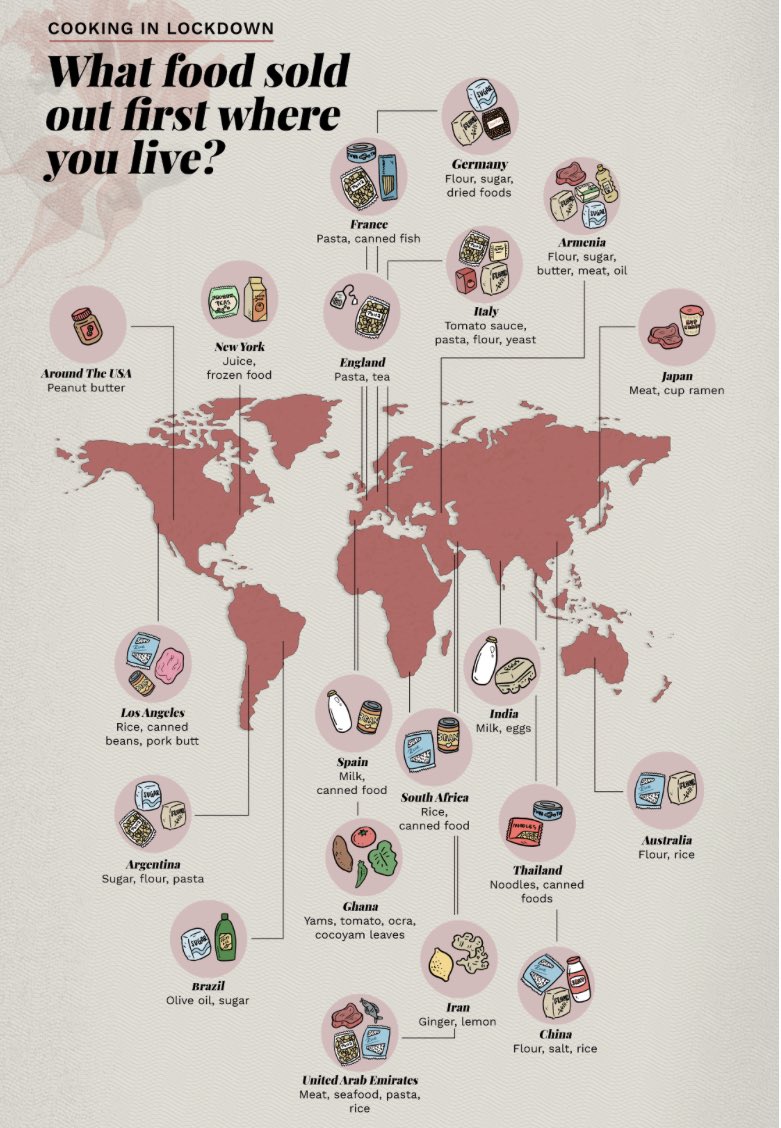 COOKING IN LOCKDOWN
What food sold
out first where
you live?
Germany
Flour, sugar,
dried foods
France
Pasta, canned fish
Armenia
Flour, sugar,
butter, meat, oil
Italy
Tomato sauce,
pasta, flour, yeast
New York
Juice,
frozen food
England
Pasta, tea
Around The USA
Peanut butter
Japan
Meat, cup ramen
Los Angeles
Rice, canned
beans, pork butt
Spain
Milk,
canned food
India
Milk, eggs
South Africa
Rice,
canned food
Argentina
Sugar, flour, pasta
Australia
Flour, rice
Thailand
Noodles, canned
foods
Ghana
Yams, tomato, ocra,
cocoyam leaves
Brazil
Olive oil, sugar
Iran
Ginger, lemon
China
Flour, salt, rice
United Arab Emirates
Meat, seafood, pasta,
rice